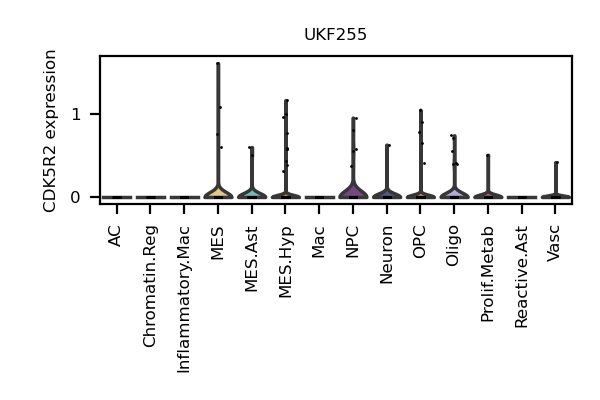 UKF255
CDK5R2 expression
1
0
AC
Chromatin.Reg
Inflammatory.Mac
MES
MES.Ast
MES.Hyp
Mac
NPC
Neuron
OPC
Oligo
Prolif.Metab
Reactive.Ast
Vasc